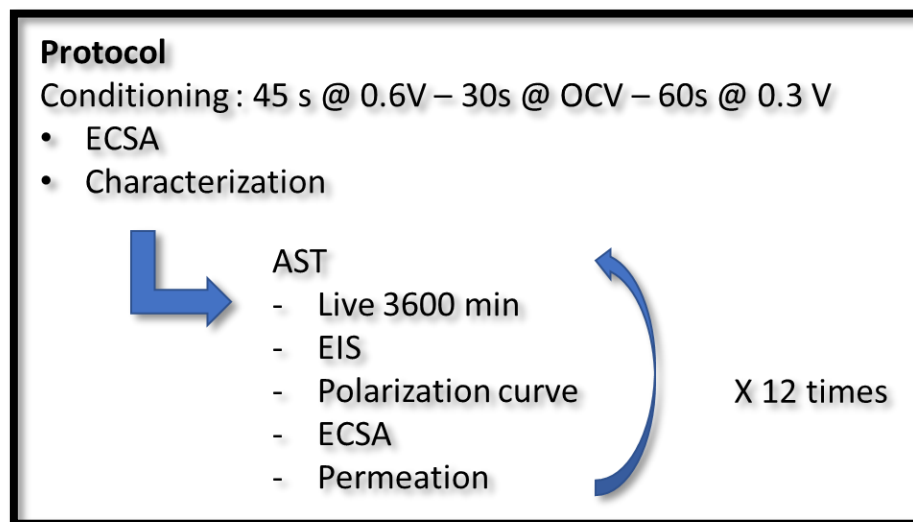 Protocol
Conditioning : 45 s @ 0.6V – 30s @ OCV – 60s @ 0.3 V
• ECSA
• Characterization
AST
- Live 3600 min
- EIS
- Polarization curve
- ECSA
- Permeation
X 12 times